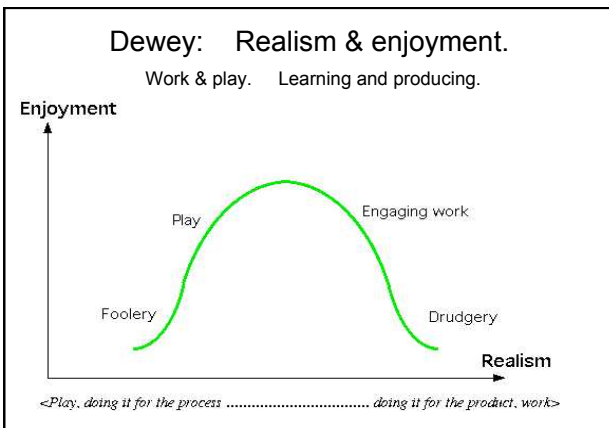 Dewey: Realism & enjoyment.
Work & play. Learning and producing.
Enjoyment
Play
Engaging work
Foolery
Drudgery
Realism
<Play, doing it for the process .................................... doing it for the product, work>